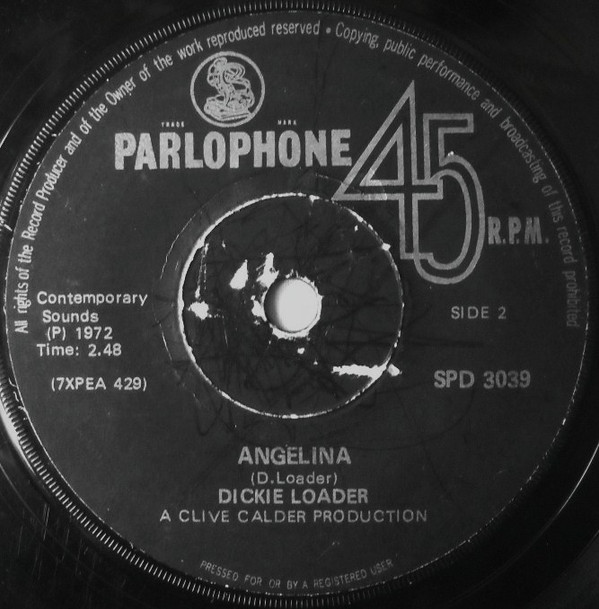 All rights of the Record Producer and of the Owner of the work reproduced reserved • Copying, public performance and broadcasting of this record prohibited
TRADE MARK
PARLOPHONE
45
R.P.M.
Contemporary
Sounds
(P) 1972
Time: 2.48
SIDE 2
(7XPEA 429)
SPD 3039
ANGELINA
(D.Loader)
DICKIE LOADER
A CLIVE CALDER PRODUCTION
PRESSED FOR OR BY A REGISTERED USER